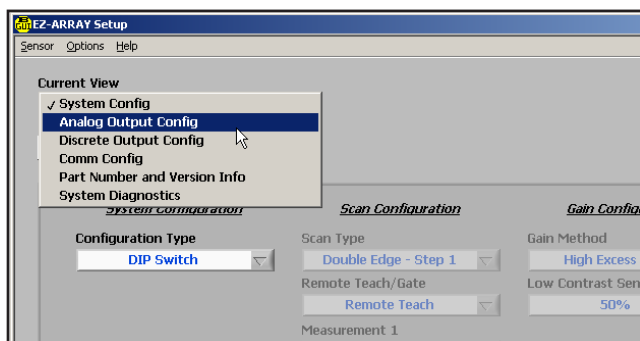 EZ-ARRAY Setup
Sensor Options Help
Current View
✓ System Config
Analog Output Config
Discrete Output Config
Comm Config
Part Number and Version Info
System Diagnostics
System Configuration Scan Configuration Gain
Configuration Type Scan Type Gain Method
DIP Switch Double Edge - Step 1 High Excess
Remote Teach/Gate Low Contrast
Remote Teach 50%
Measurement 1